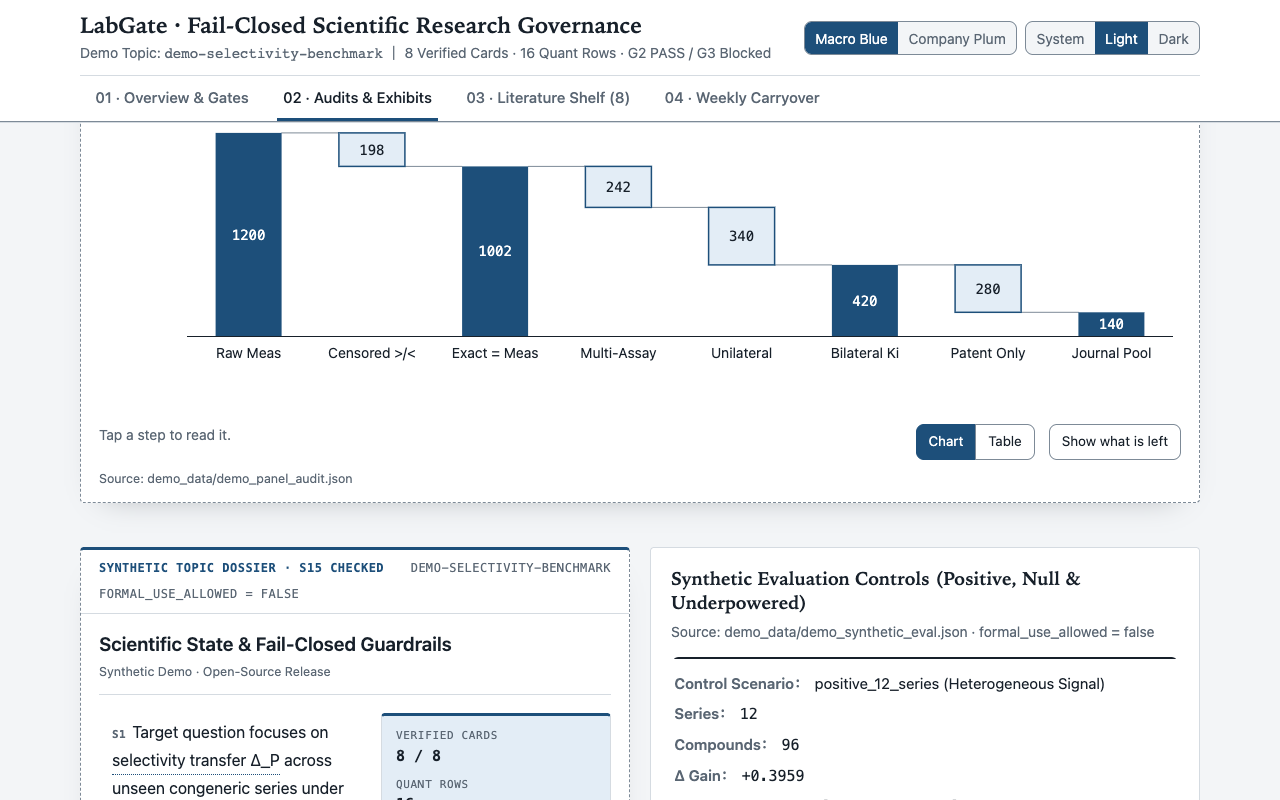 LabGate · Fail-Closed Scientific Research Governance
Demo Topic: demo-selectivity-benchmark | 8 Verified Cards · 16 Quant Rows · G2 PASS / G3 Blocked
Macro Blue Company Plum System Light Dark
01 · Overview & Gates 02 · Audits & Exhibits 03 · Literature Shelf (8) 04 · Weekly Carryover
198
242
1200
340
1002
280
420
140
Raw Meas Censored >/< Exact = Meas Multi-Assay Unilateral Bilateral Ki Patent Only Journal Pool
Tap a step to read it.
Chart Table Show what is left
Source: demo_data/demo_panel_audit.json
SYNTHETIC TOPIC DOSSIER · S15 CHECKED DEMO-SELECTIVITY-BENCHMARK
FORMAL_USE_ALLOWED = FALSE
Scientific State & Fail-Closed Guardrails
Synthetic Demo · Open-Source Release
S1 Target question focuses on
selectivity transfer Δ_P across
unseen congeneric series under
VERIFIED CARDS
8 / 8
QUANT ROWS
Synthetic Evaluation Controls (Positive, Null &
Underpowered)
Source: demo_data/demo_synthetic_eval.json · formal_use_allowed = false
Control Scenario: positive_12_series (Heterogeneous Signal)
Series: 12
Compounds: 96
Δ Gain: +0.3959